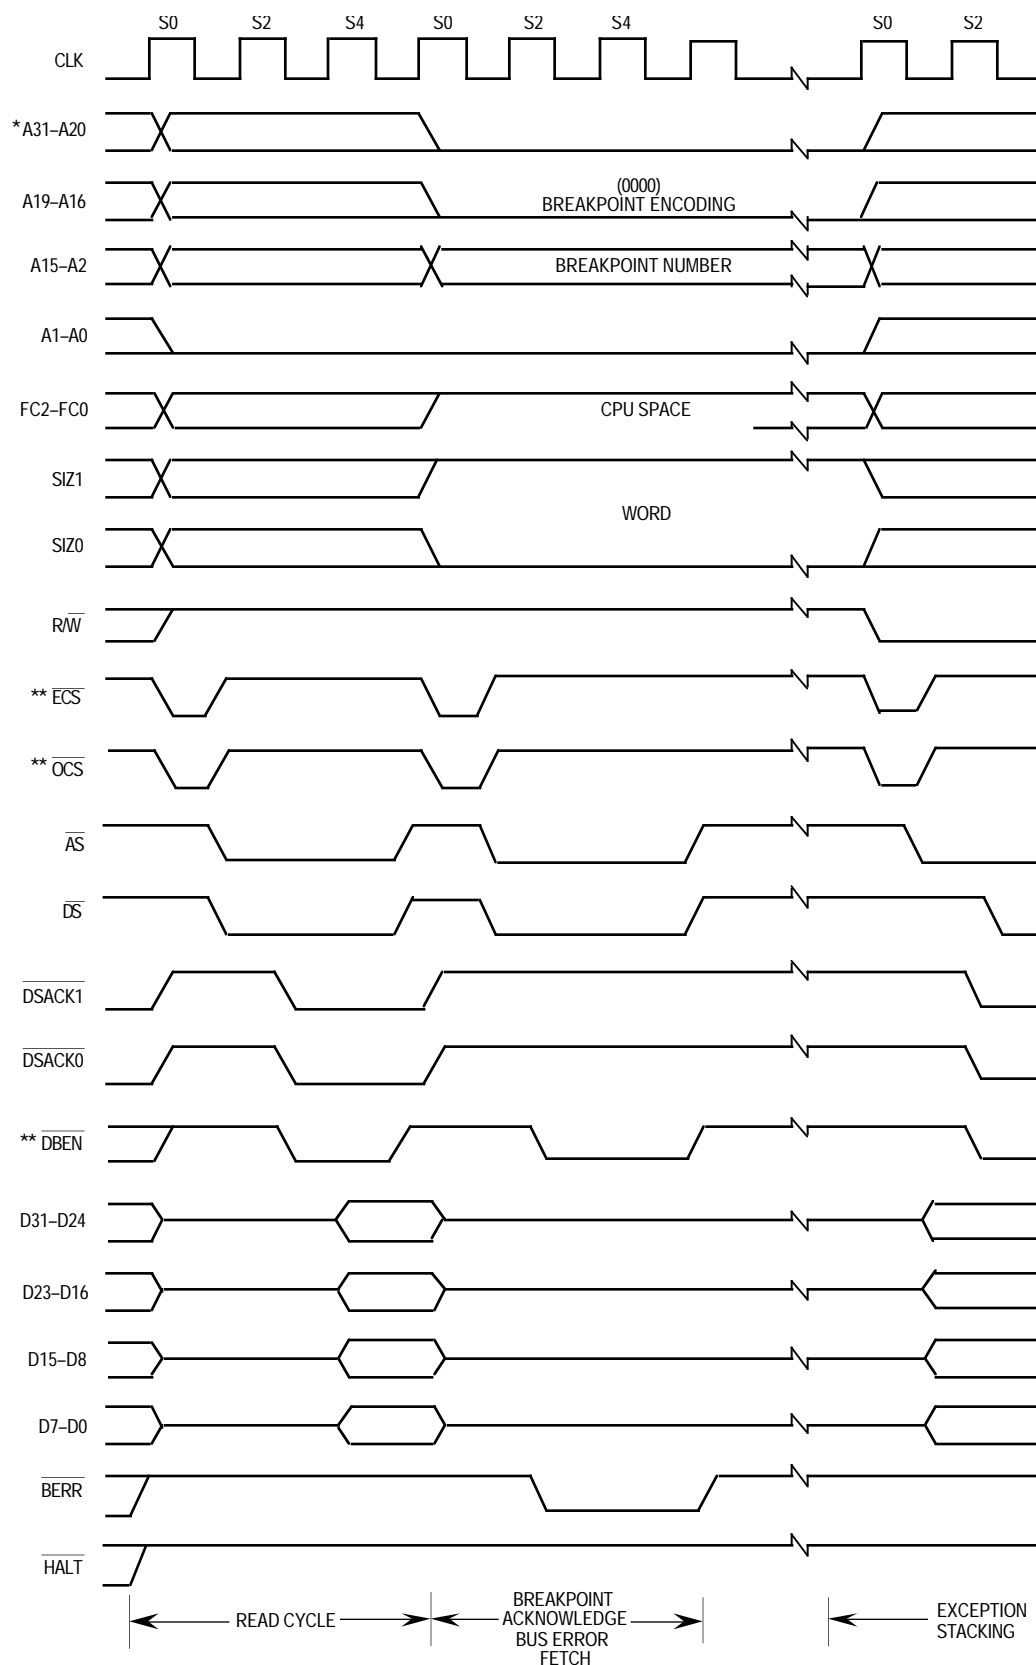 S0 S2 S4 S0 S2 S4 S0 S2
CLK
*A31–A20
A19–A16
(0000)
BREAKPOINT ENCODING
A15–A2
BREAKPOINT NUMBER
A1–A0
FC2–FC0
CPU SPACE
SIZ1
WORD
SIZ0
R/W
** ECS
** OCS
AS
DS
DSACK1
DSACK0
** DBEN
D31–D24
D23–D16
D15–D8
D7–D0
BERR
HALT
READ CYCLE
BREAKPOINT
ACKNOWLEDGE
BUS ERROR
FETCH
EXCEPTION
STACKING